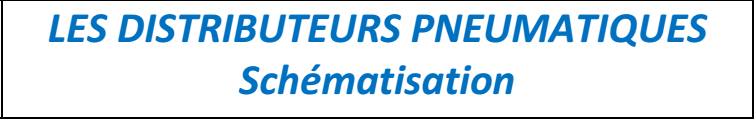 LES DISTRIBUTEURS PNEUMATIQUES
Schématisation